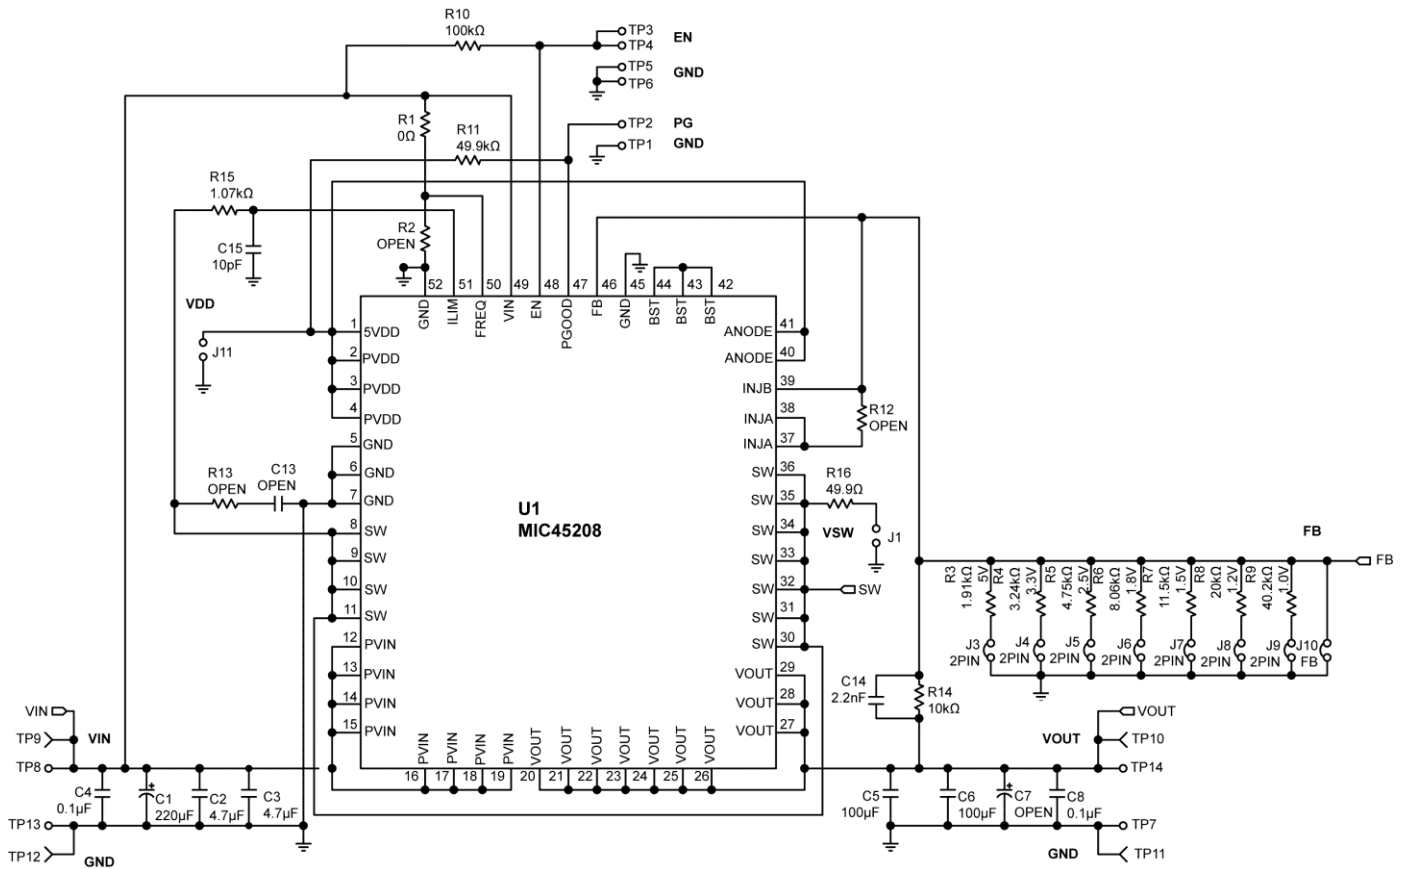 R10
100kΩ
TP3
TP4
EN
TP5
TP6
GND
R1
0Ω
R11
49.9kΩ
TP2
PG
TP1
GND
R15
1.07kΩ
R2
OPEN
C15
10pF
52
51
50
49
48
47
46
45
44
43
42
GND
ILIM
FREQ
VIN
EN
PGOOD
FB
GND
BST
BST
BST
VDD
J11
1
5VDD
2
PVDD
3
PVDD
4
PVDD
5
GND
6
GND
7
GND
8
SW
9
SW
10
SW
11
SW
12
PVIN
13
PVIN
14
PVIN
15
PVIN
R13
OPEN
C13
OPEN
U1
MIC45208
ANODE
41
ANODE
40
INJB
39
INJA
38
INJA
37
SW
36
SW
35
SW
34
SW
33
SW
32
SW
31
SW
30
VOUT
29
VOUT
28
VOUT
27
R12
OPEN
R16
49.9Ω
VSW
J1
SW
FB
FB
R3
1.91kΩ
5V
R4
3.24kΩ
3.3V
R5
4.75kΩ
2.5V
R6
8.06kΩ
1.8V
R7
11.5kΩ
1.5V
R8
20kΩ
1.2V
R9
40.2kΩ
1.0V
J3
2PIN
J4
2PIN
J5
2PIN
J6
2PIN
J7
2PIN
J8
2PIN
J9
2PIN
J10
FB
C14
2.2nF
R14
10kΩ
PVIN
PVIN
PVIN
PVIN
VOUT
VOUT
VOUT
VOUT
VOUT
VOUT
VOUT
16
17
18
19
20
21
22
23
24
25
26
VIN
TP9
VIN
TP8
C4
0.1µF
C1
220µF
C2
4.7µF
C3
4.7µF
TP13
TP12
GND
VOUT
VOUT
TP10
TP14
C5
100µF
C6
100µF
C7
OPEN
C8
0.1µF
TP7
GND
TP11